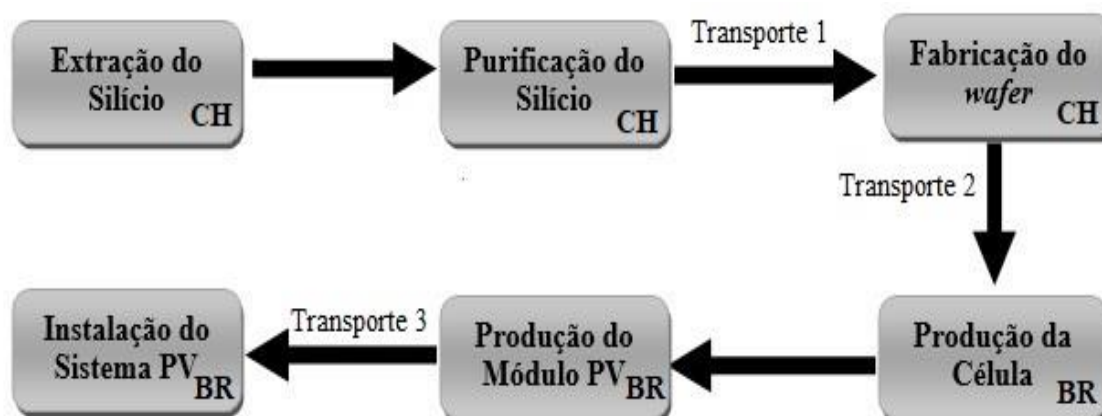 Extração do
Silício
CH
Purificação do
Silício
CH
Transporte 1
Fabricação do
wafer
CH
Transporte 2
Produção da
Célula
BR
Produção do
Módulo PV
BR
Transporte 3
Instalação do
Sistema PV
BR